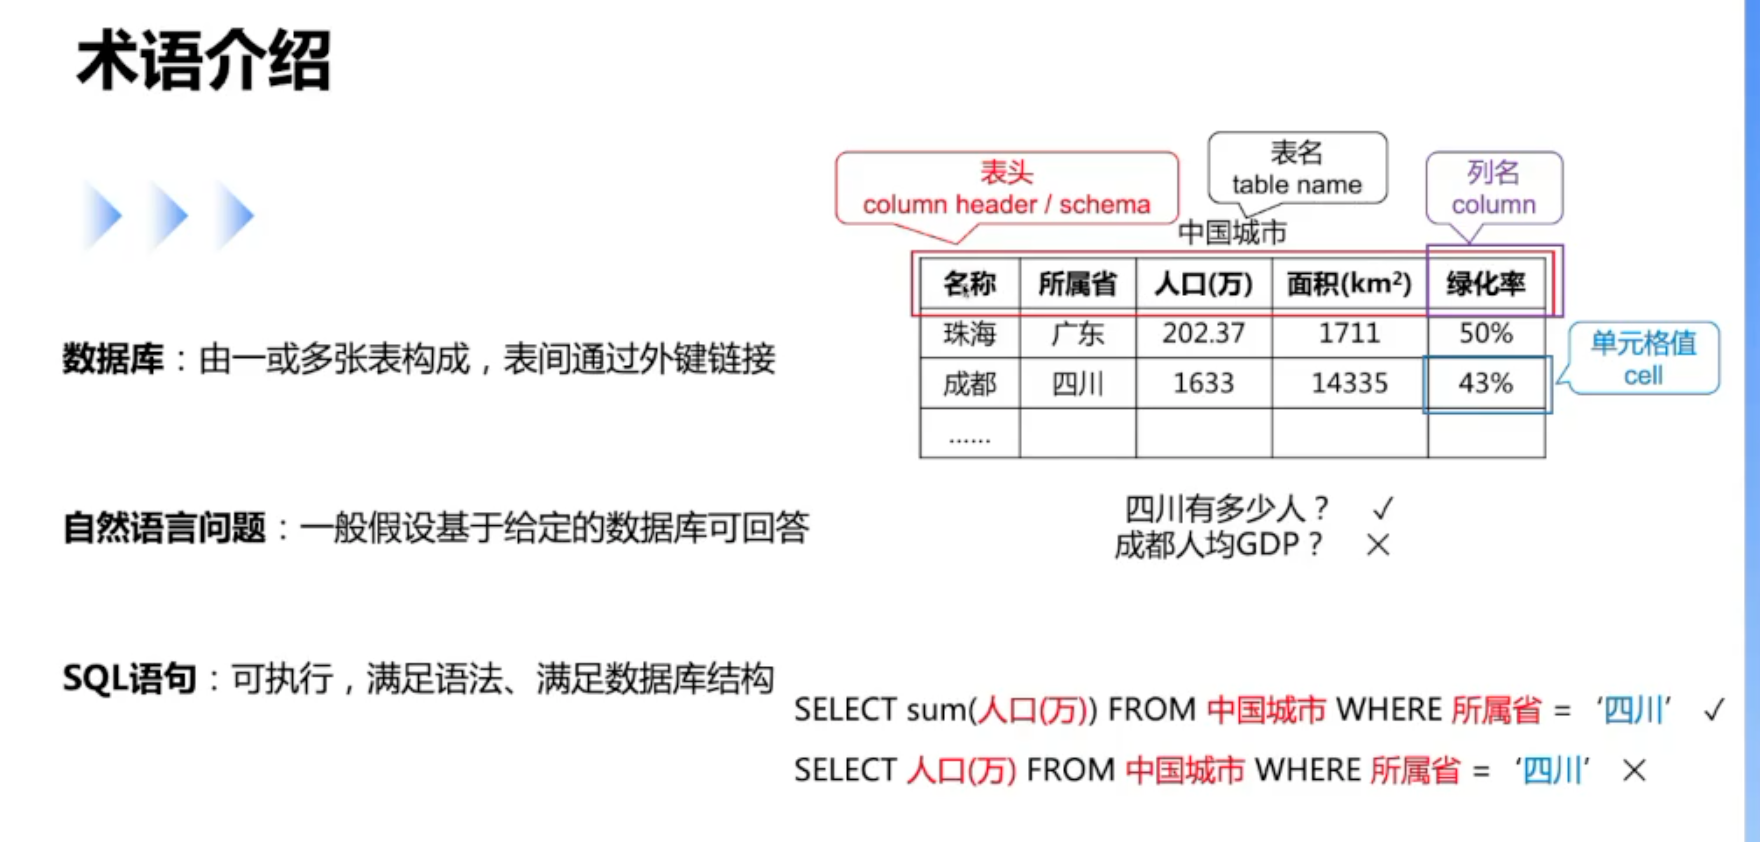 术语介绍
表头
column header / schema
表名
table name
列名
column
中国城市
名称 所属省 人口(万) 面积(km²) 绿化率
珠海 广东 202.37 1711 50%
成都 四川 1633 14335 43%
......
单元格值
cell
数据库：由一或多张表构成，表间通过外键链接
自然语言问题：一般假设基于给定的数据库可回答
四川有多少人？ ✓
成都人均GDP？ ×
SQL语句：可执行，满足语法、满足数据库结构
SELECT sum(人口(万)) FROM 中国城市 WHERE 所属省 = ‘四川’ ✓
SELECT 人口(万) FROM 中国城市 WHERE 所属省 = ‘四川’ ×